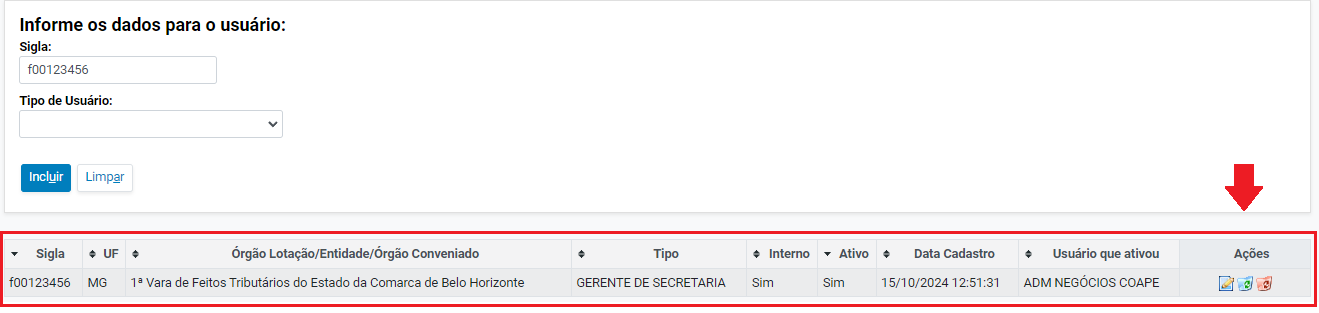 Informe os dados para o usuário:
Sigla:
f00123456
Tipo de Usuário:
Incluir Limpar
Sigla UF Órgão Lotação/Entidade/Órgão Conveniado Tipo Interno Ativo Data Cadastro Usuário que ativou Ações
f00123456 MG 1ª Vara de Feitos Tributários do Estado da Comarca de Belo Horizonte GERENTE DE SECRETARIA Sim Sim 15/10/2024 12:51:31 ADM NEGÓCIOS COAPE